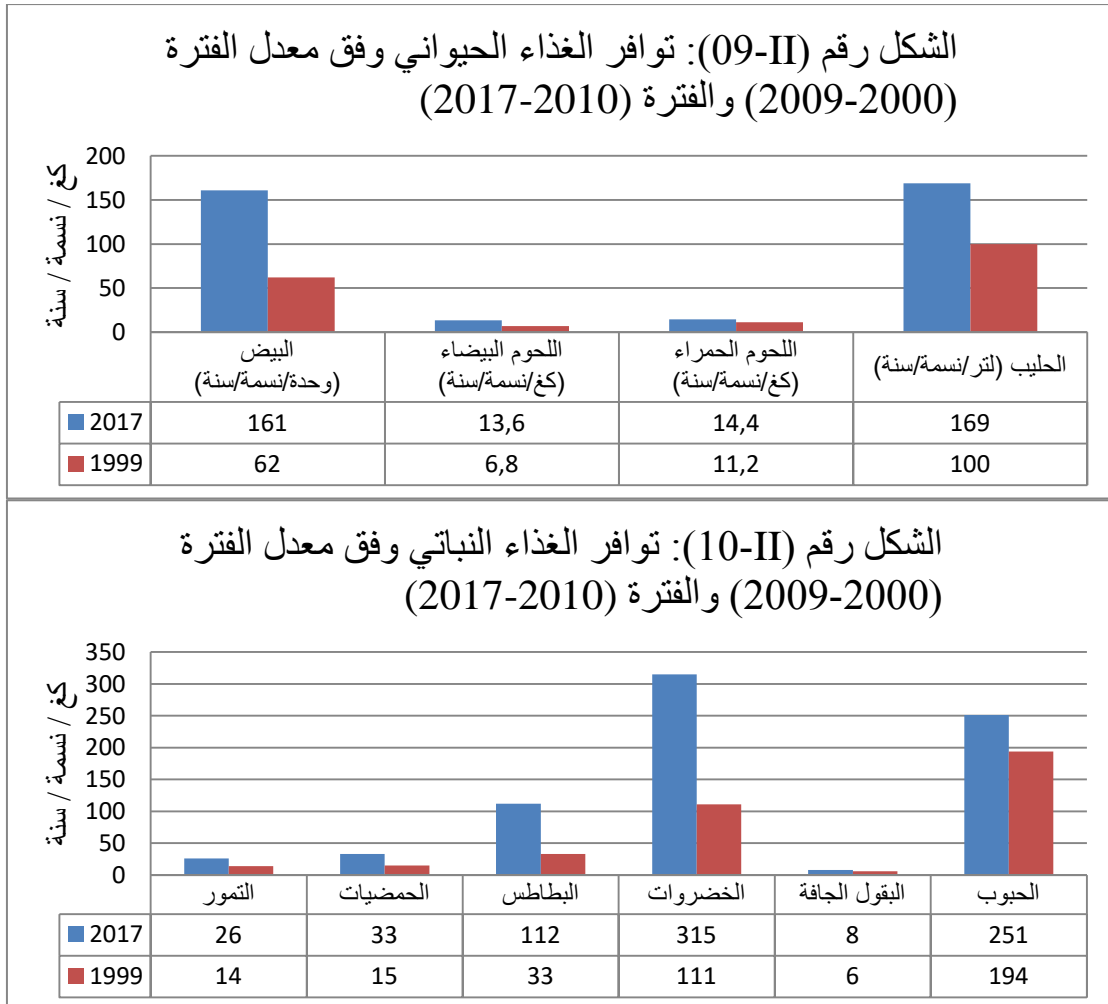 الشكل رقم (II-09): توافر الغذاء الحيواني وفق معدل الفترة
(2000-2009) والفترة (2010-2017)
كغ / نسمة / سنة
200
150
100
50
0
البيض
(وحدة/نسمة/سنة)
اللحوم البيضاء
(كغ/نسمة/سنة)
اللحوم الحمراء
(كغ/نسمة/سنة)
الحليب (لتر/نسمة/سنة)
2017 161 13,6 14,4 169
1999 62 6,8 11,2 100
الشكل رقم (II-10): توافر الغذاء النباتي وفق معدل الفترة
(2000-2009) والفترة (2010-2017)
كغ / نسمة / سنة
350
300
250
200
150
100
50
0
التمور الحمضيات البطاطس الخضروات البقول الجافة الحبوب
2017 26 33 112 315 8 251
1999 14 15 33 111 6 194